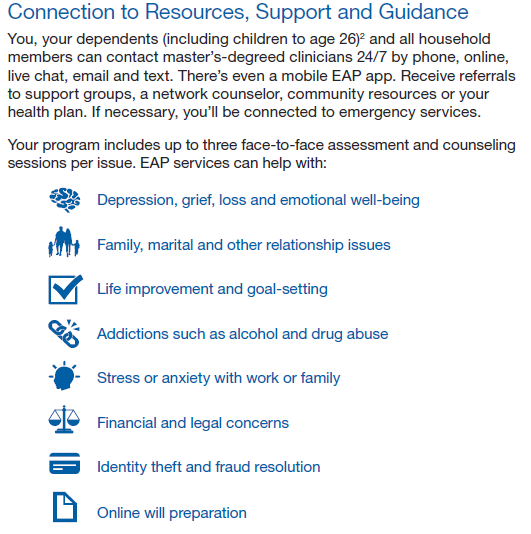 Connection to Resources, Support and Guidance
You, your dependents (including children to age 26)² and all household
members can contact master's-degreed clinicians 24/7 by phone, online,
live chat, email and text. There's even a mobile EAP app. Receive referrals
to support groups, a network counselor, community resources or your
health plan. If necessary, you'll be connected to emergency services.
Your program includes up to three face-to-face assessment and counseling
sessions per issue. EAP services can help with:
Depression, grief, loss and emotional well-being
Family, marital and other relationship issues
Life improvement and goal-setting
Addictions such as alcohol and drug abuse
Stress or anxiety with work or family
Financial and legal concerns
Identity theft and fraud resolution
Online will preparation